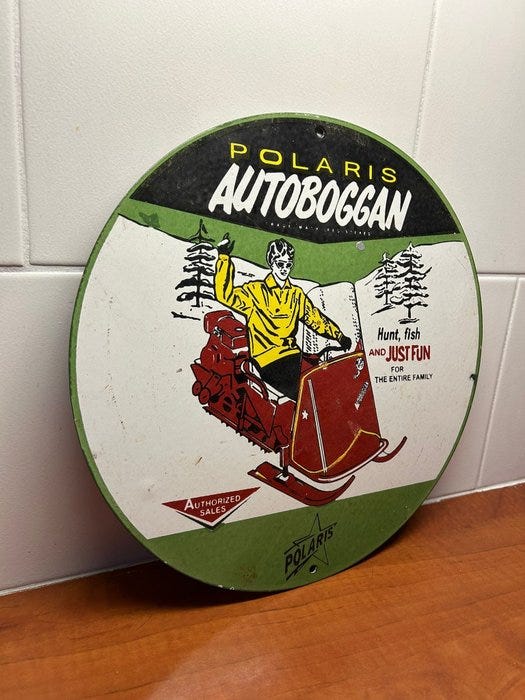 POLARIS
AUTOBOGGAN
Hunt, fish
AND JUST FUN
FOR
THE ENTIRE FAMILY
AUTHORIZED
SALES
POLARIS